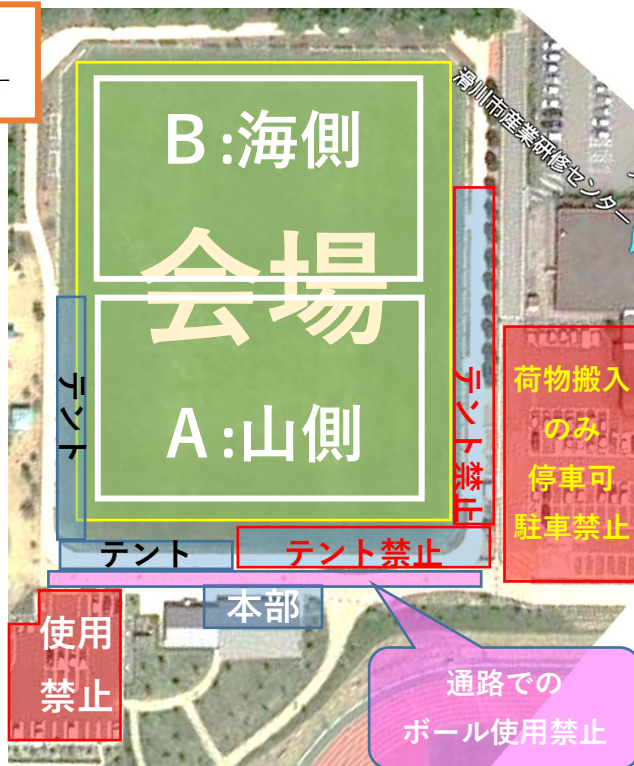 滑川市産業研修センター
B:海側
会場
A:山側
テント
テント禁止
荷物搬入
のみ
停車可
駐車禁止
テント
テント禁止
本部
使用
禁止
通路での
ボール使用禁止